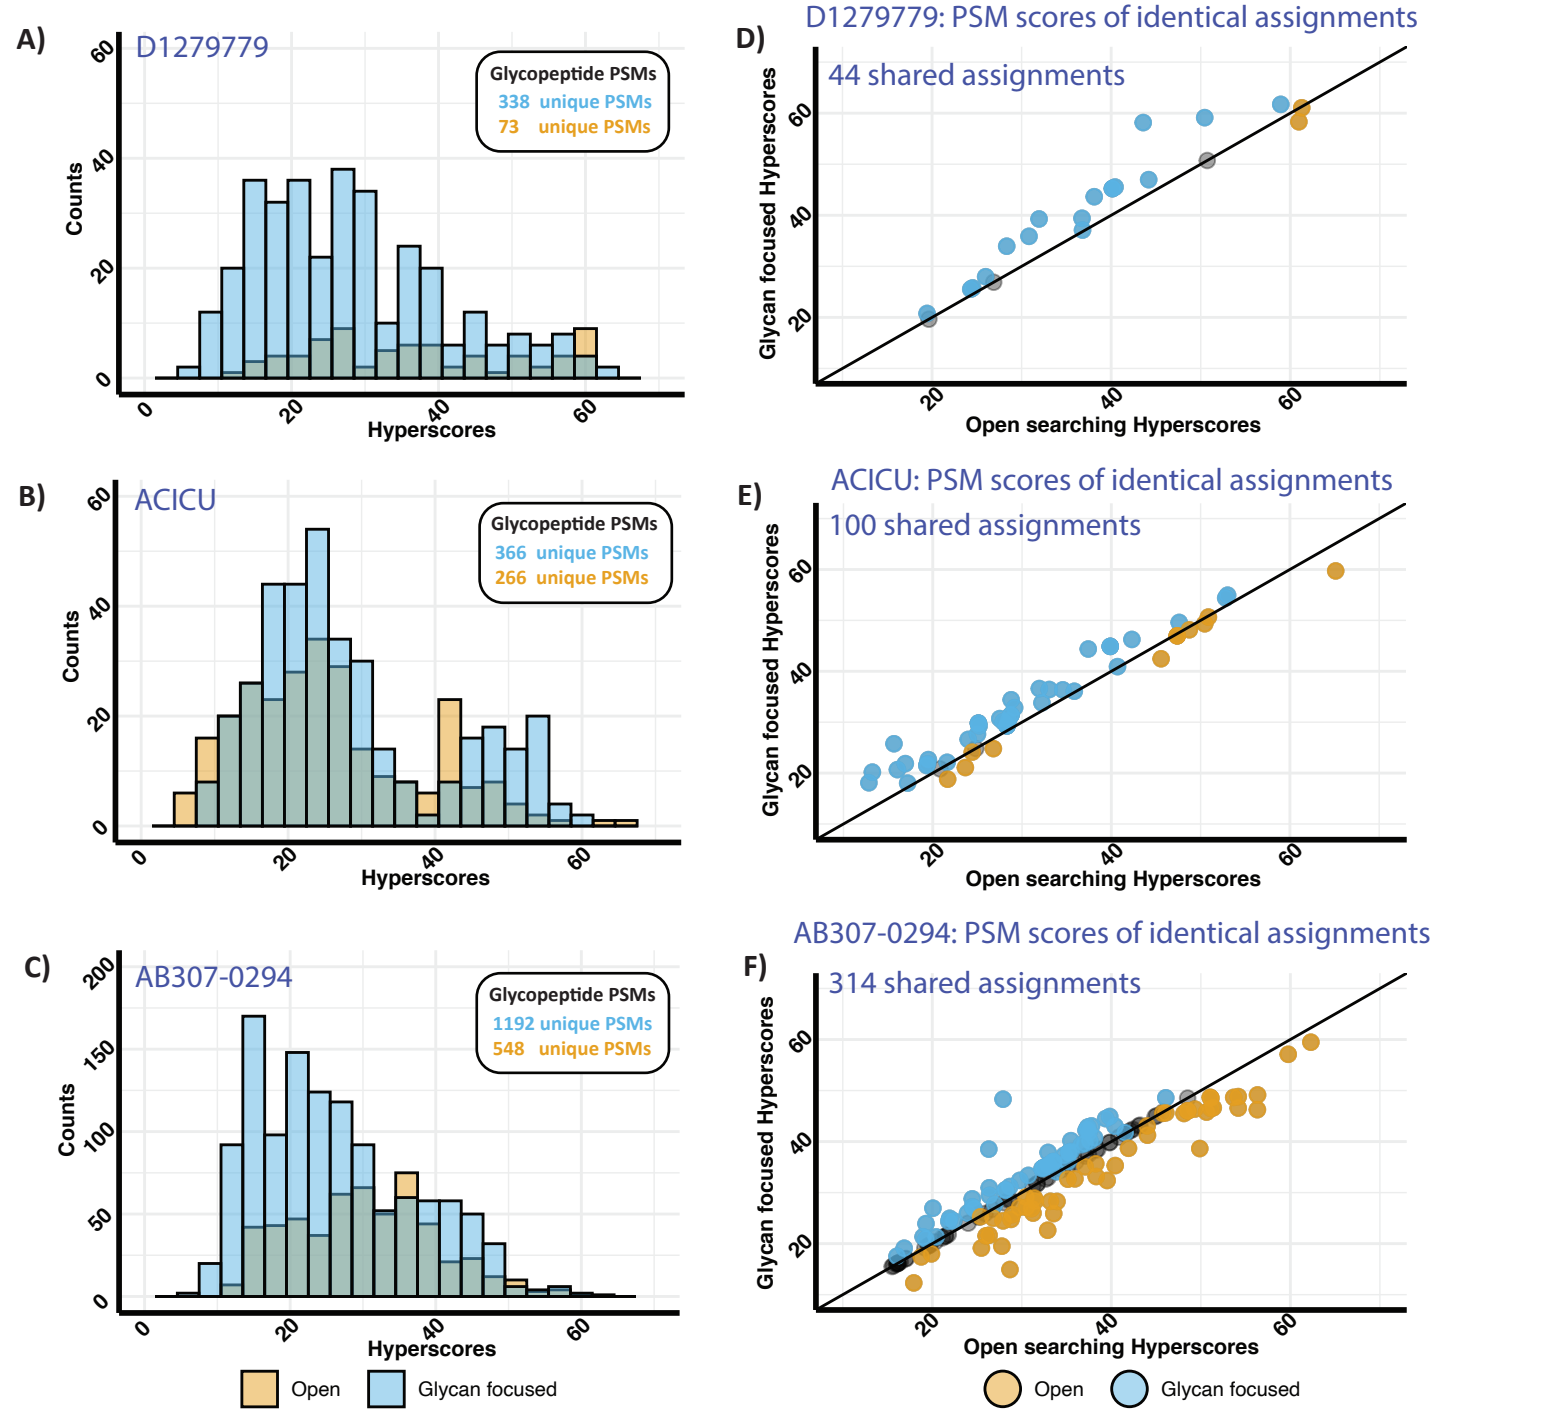 A)
D1279779
Glycopeptide PSMs
338 unique PSMs
73 unique PSMs
Counts
60
40
20
0
0
20
40
60
Hyperscores
D1279779: PSM scores of identical assignments
D)
44 shared assignments
Glycan focused Hyperscores
60
40
20
20
40
60
Open searching Hyperscores
B)
ACICU
Glycopeptide PSMs
366 unique PSMs
266 unique PSMs
Counts
60
40
20
0
0
20
40
60
Hyperscores
ACICU: PSM scores of identical assignments
E)
100 shared assignments
Glycan focused Hyperscores
60
40
20
20
40
60
Open searching Hyperscores
C)
AB307-0294
Glycopeptide PSMs
1192 unique PSMs
548 unique PSMs
Counts
200
150
100
50
0
0
20
40
60
Hyperscores
Open
Glycan focused
AB307-0294: PSM scores of identical assignments
F)
314 shared assignments
Glycan focused Hyperscores
60
40
20
20
40
60
Open searching Hyperscores
Open
Glycan focused